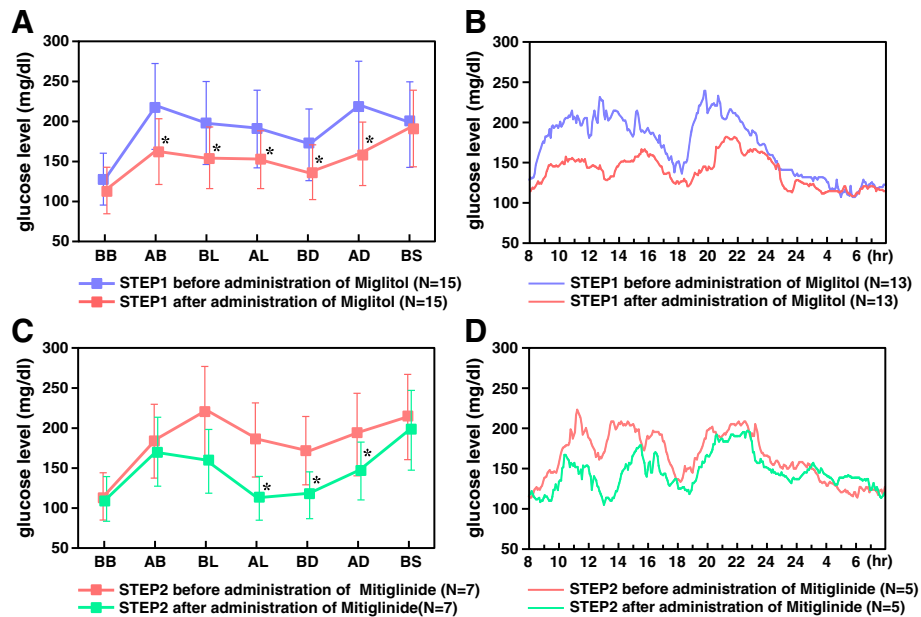 A
glucose level (mg/dl)
300
250
200
150
100
50
* * * * *
BB AB BL AL BD AD BS
STEP1 before administration of Miglitol (N=15)
STEP1 after administration of Miglitol (N=15)
B
glucose level (mg/dl)
300
250
200
150
100
50
8 10 12 14 16 18 20 22 24 24 4 6 (hr)
STEP1 before administration of Miglitol (N=13)
STEP1 after administration of Miglitol (N=13)
C
glucose level (mg/dl)
300
250
200
150
100
50
* * *
BB AB BL AL BD AD BS
STEP2 before administration of Mitiglinide (N=7)
STEP2 after administration of Mitiglinide(N=7)
D
glucose level (mg/dl)
300
250
200
150
100
50
8 10 12 14 16 18 20 22 24 24 4 6 (hr)
STEP2 before administration of Mitiglinide (N=5)
STEP2 after administration of Mitiglinide (N=5)